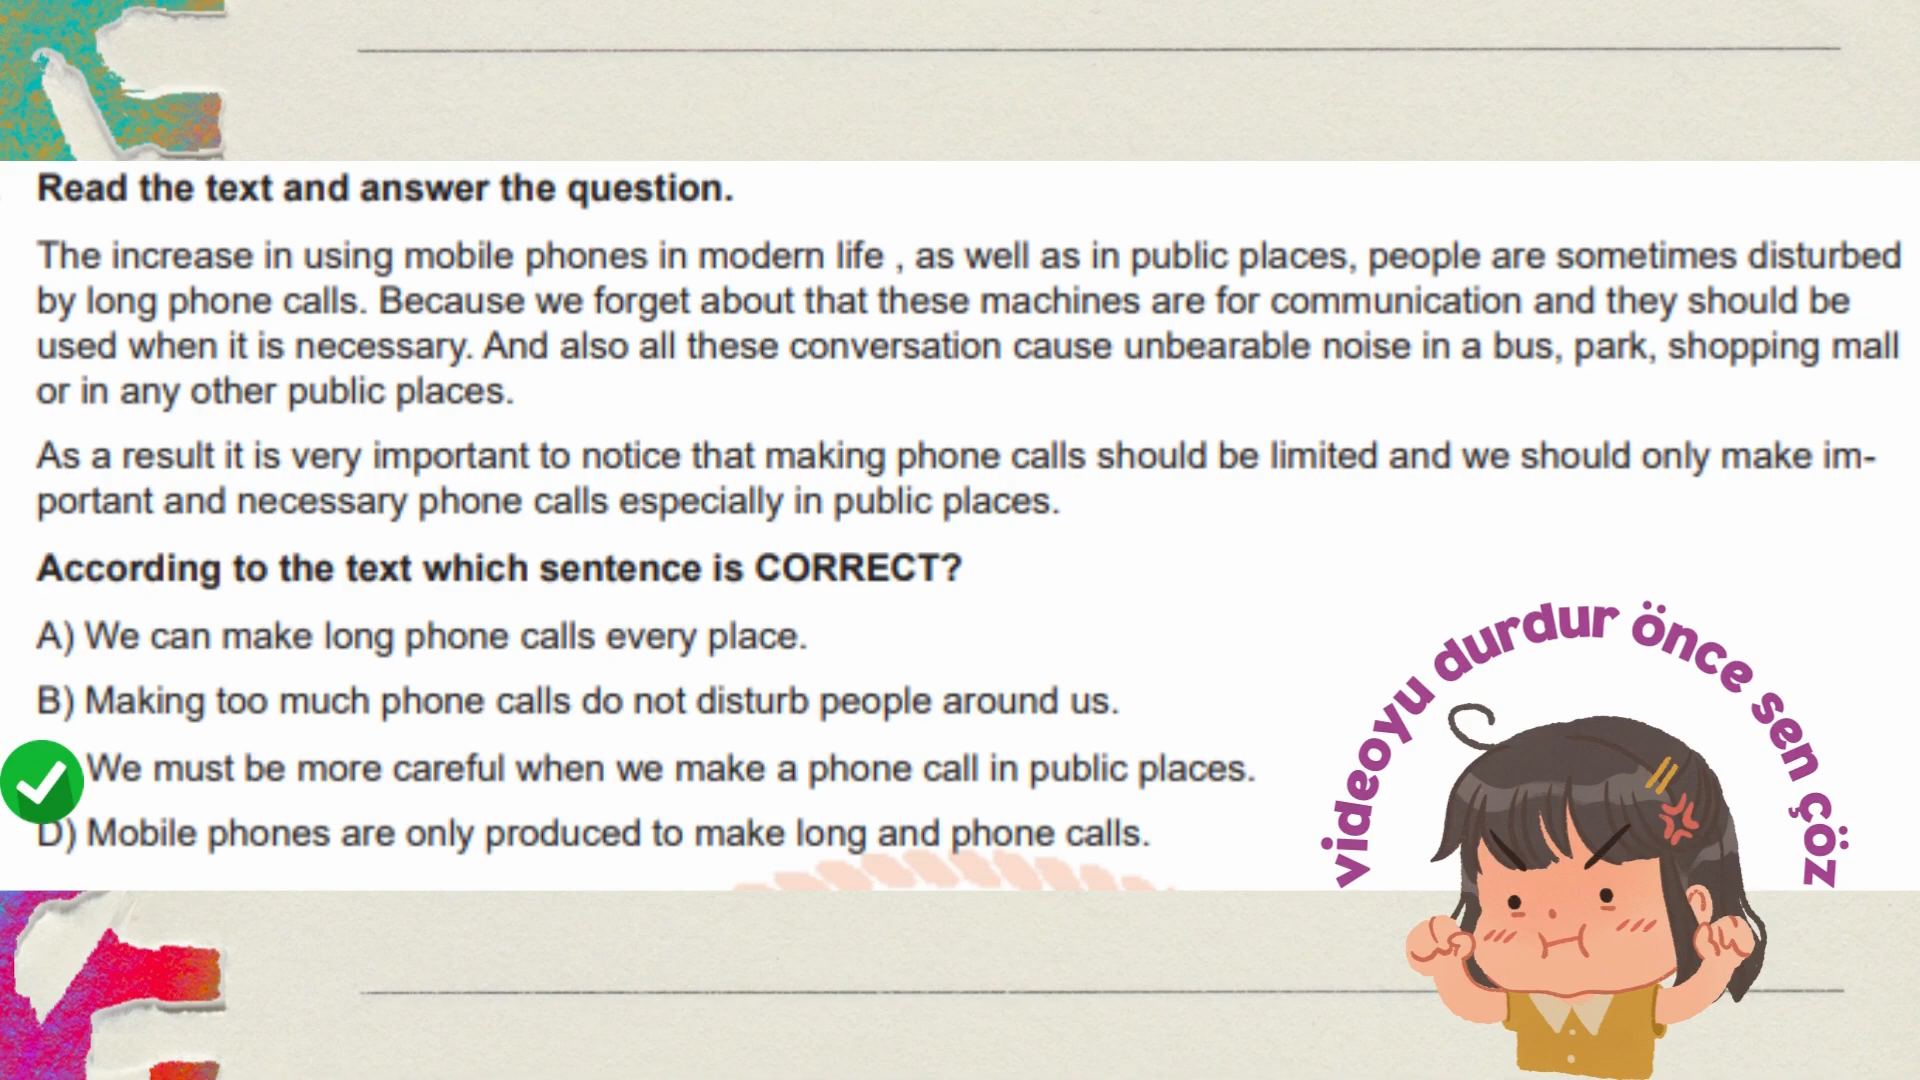 Read the text and answer the question.
The increase in using mobile phones in modern life , as well as in public places, people are sometimes disturbed
by long phone calls. Because we forget about that these machines are for communication and they should be
used when it is necessary. And also all these conversation cause unbearable noise in a bus, park, shopping mall
or in any other public places.
As a result it is very important to notice that making phone calls should be limited and we should only make im-
portant and necessary phone calls especially in public places.
According to the text which sentence is CORRECT?
A) We can make long phone calls every place.
B) Making too much phone calls do not disturb people around us.
We must be more careful when we make a phone call in public places.
D) Mobile phones are only produced to make long and phone calls.
videoyu durdur önce sen çöz